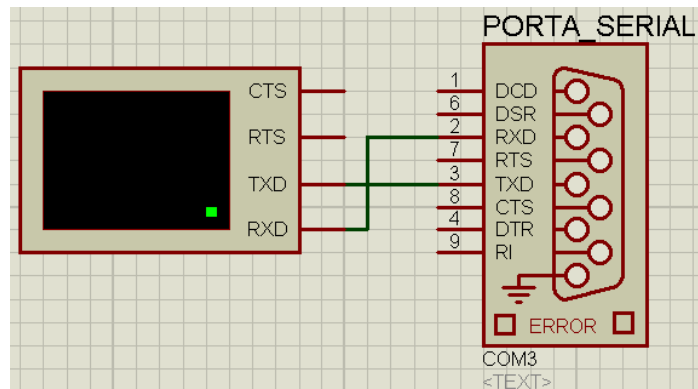 PORTA_SERIAL
CTS
RTS
TXD
RXD
1 DCD
6 DSR
2 RXD
7 RTS
3 TXD
8 CTS
4 DTR
9 RI
ERROR
COM3
<TEXT>